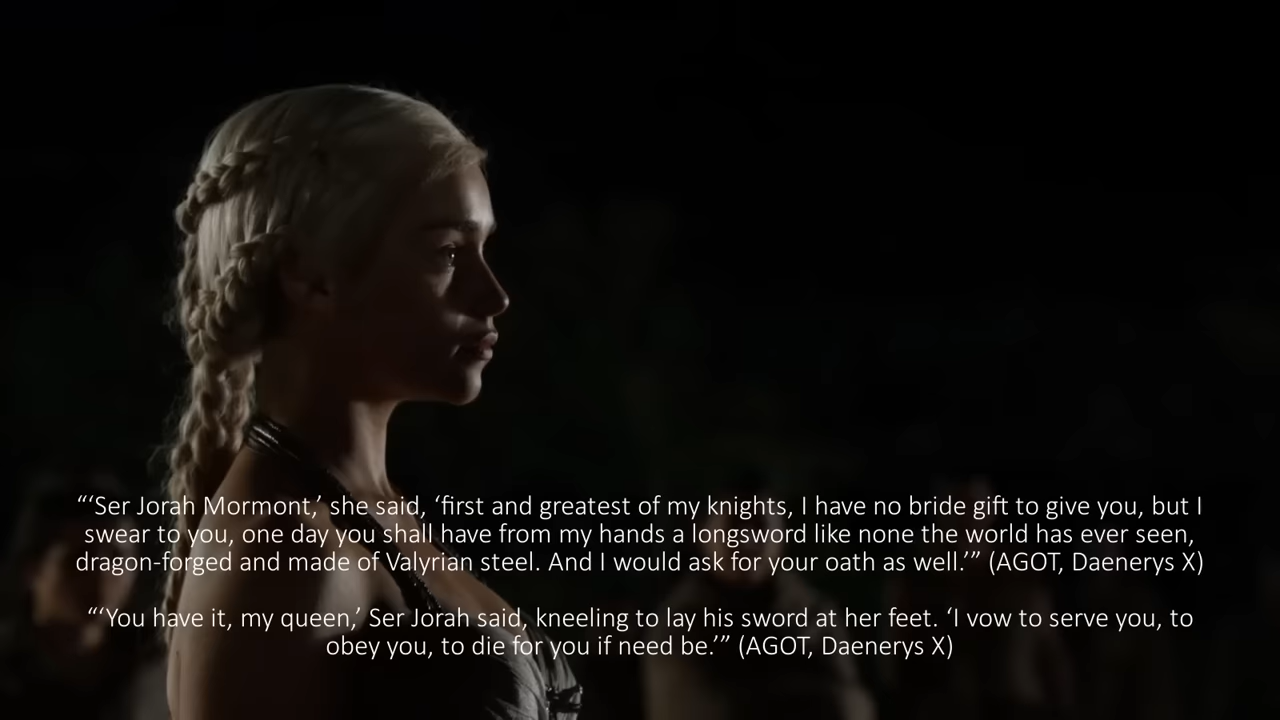 “‘Ser Jorah Mormont,’ she said, ‘first and greatest of my knights, I have no bride gift to give you, but I
swear to you, one day you shall have from my hands a longsword like none the world has ever seen,
dragon-forged and made of Valyrian steel. And I would ask for your oath as well.’” (AGOT, Daenerys X)
“‘You have it, my queen,’ Ser Jorah said, kneeling to lay his sword at her feet. ‘I vow to serve you, to
obey you, to die for you if need be.’” (AGOT, Daenerys X)